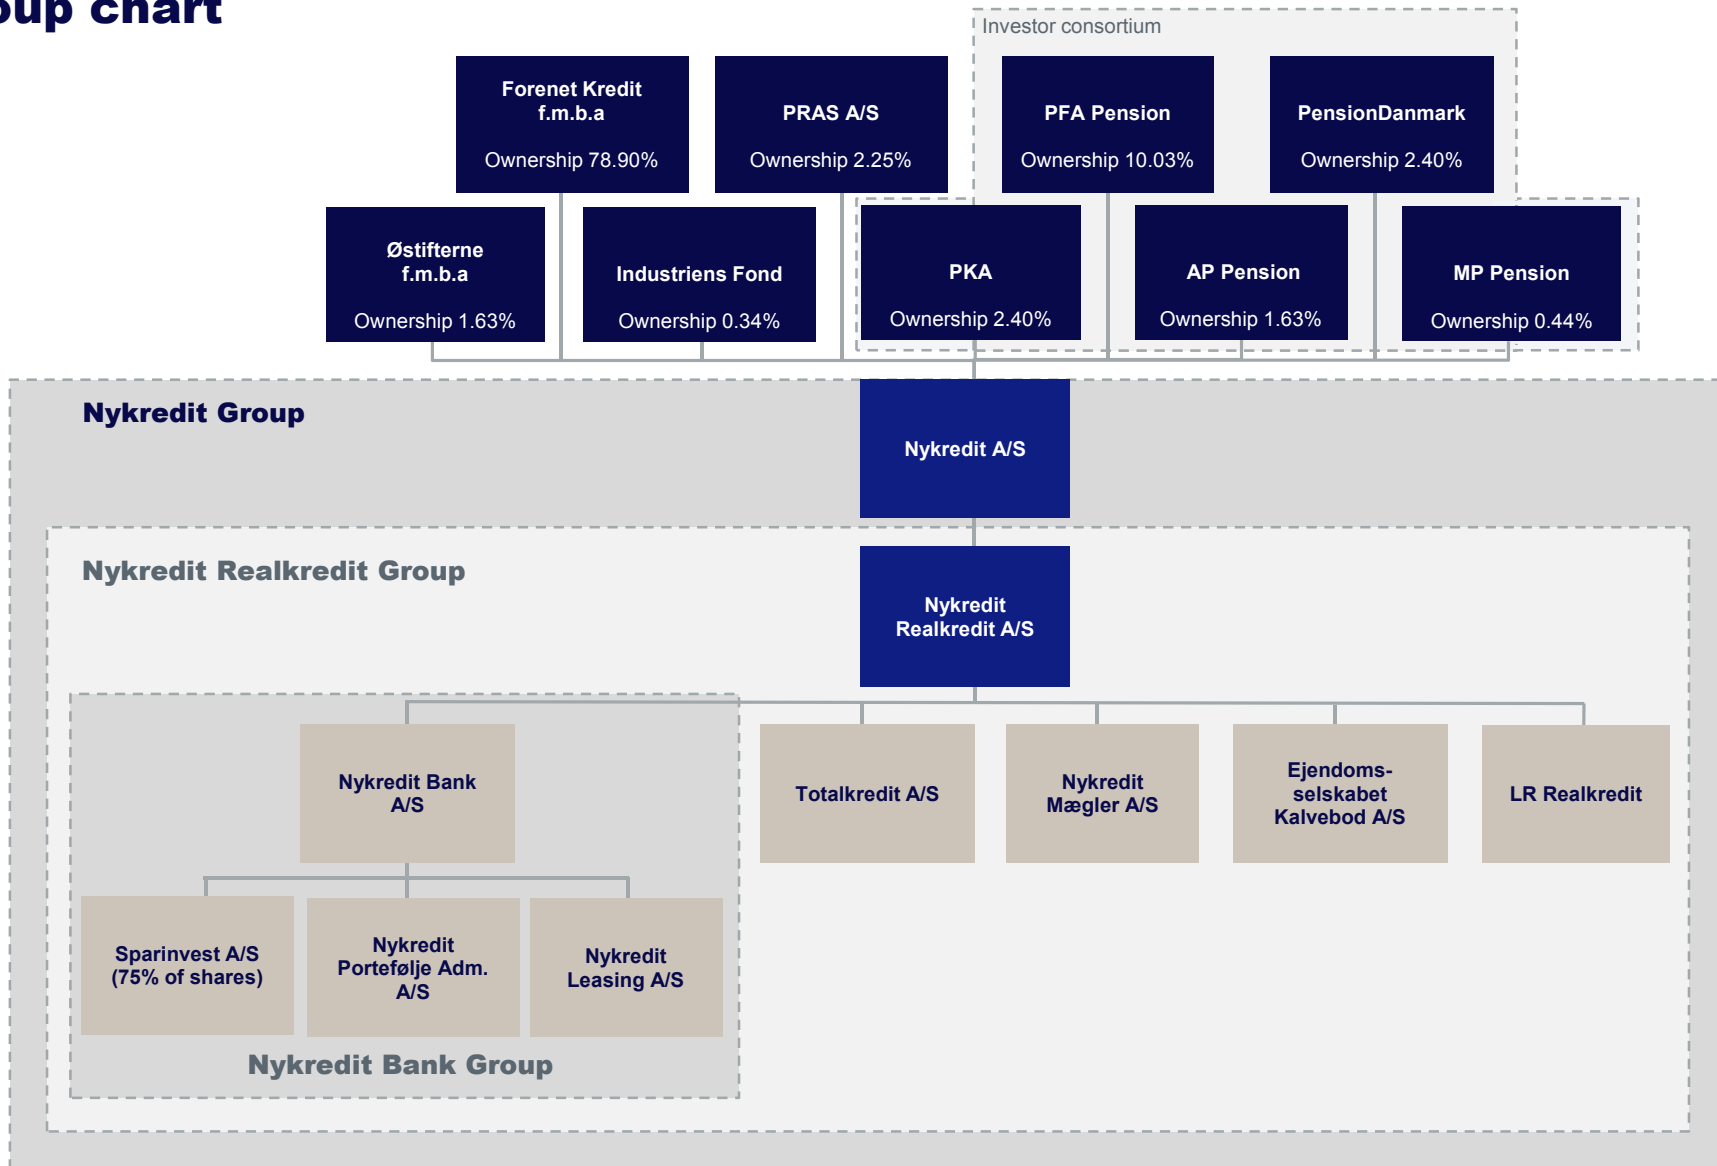 oup chart
Investor consortium
Forenet Kredit
f.m.b.a
Ownership 78.90%
PRAS A/S
Ownership 2.25%
PFA Pension
Ownership 10.03%
PensionDanmark
Ownership 2.40%
Østifterne
f.m.b.a
Ownership 1.63%
Industriens Fond
Ownership 0.34%
PKA
Ownership 2.40%
AP Pension
Ownership 1.63%
MP Pension
Ownership 0.44%
Nykredit Group
Nykredit A/S
Nykredit Realkredit Group
Nykredit
Realkredit A/S
Nykredit Bank
A/S
Totalkredit A/S
Nykredit
Mægler A/S
Ejendoms-
selskabet
Kalvebod A/S
LR Realkredit
Sparinvest A/S
(75% of shares)
Nykredit
Portefølje Adm.
A/S
Nykredit
Leasing A/S
Nykredit Bank Group